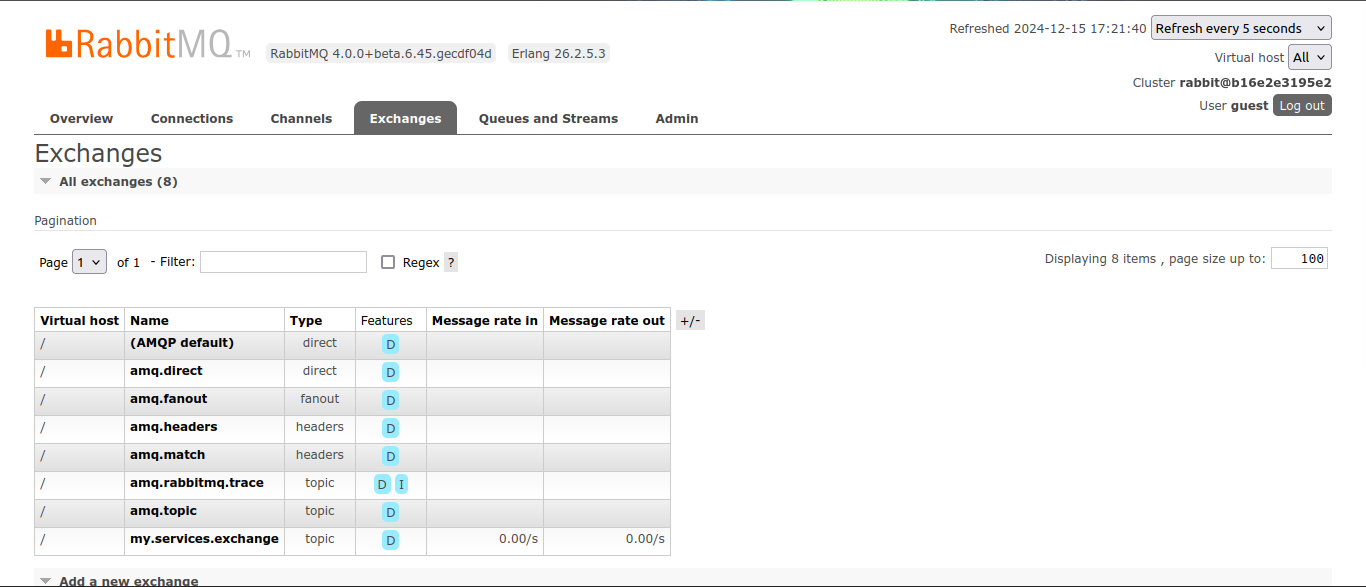 RabbitMQ TM RabbitMQ 4.0.0+beta.6.45.gecdf04d Erlang 26.2.5.3
Refreshed 2024-12-15 17:21:40 Refresh every 5 seconds
Virtual host All
Cluster rabbit@b16e2e3195e2
User guest Log out
Overview Connections Channels Exchanges Queues and Streams Admin
Exchanges
All exchanges (8)
Pagination
Page 1 of 1 - Filter: Regex ? Displaying 8 items , page size up to: 100
Virtual host Name Type Features Message rate in Message rate out +/-
/ (AMQP default) direct D
/ amq.direct direct D
/ amq.fanout fanout D
/ amq.headers headers D
/ amq.match headers D
/ amq.rabbitmq.trace topic D I
/ amq.topic topic D
/ my.services.exchange topic D 0.00/s 0.00/s
Add a new exchange